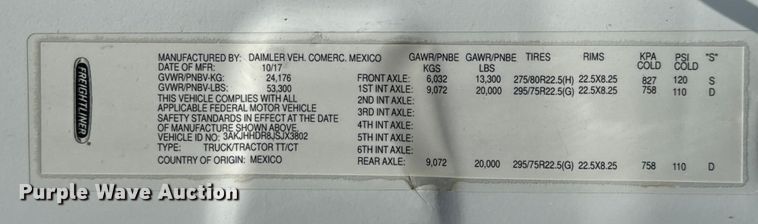 FREIGHTLINER
MANUFACTURED BY: DAIMLER VEH. COMERC. MEXICO GAWR/PNBE GAWR/PNBE TIRES RIMS KPA PSI "S"
DATE OF MFR: 10/17 KGS LBS COLD COLD
GVWR/PNBV-KG: 24,176 FRONT AXLE: 6,032 13,300 275/80R22.5(H) 22.5X8.25 827 120 S
GVWR/PNBV-LBS: 53,300 1ST INT AXLE: 9,072 20,000 295/75R22.5(G) 22.5X8.25 758 110 D
THIS VEHICLE COMPLIES WITH ALL 2ND INT AXLE:
APPLICABLE FEDERAL MOTOR VEHICLE 3RD INT AXLE:
SAFETY STANDARDS IN EFFECT AT THE DATE 4TH INT AXLE:
OF MANUFACTURE SHOWN ABOVE. 5TH INT AXLE:
VEHICLE ID NO: 3AKJHHDR8JSJX3802
TYPE: TRUCK/TRACTOR TT/CT 6TH INT AXLE:
COUNTRY OF ORIGIN: MEXICO REAR AXLE: 9,072 20,000 295/75R22.5(G) 22.5X8.25 758 110 D
Purple Wave Auction